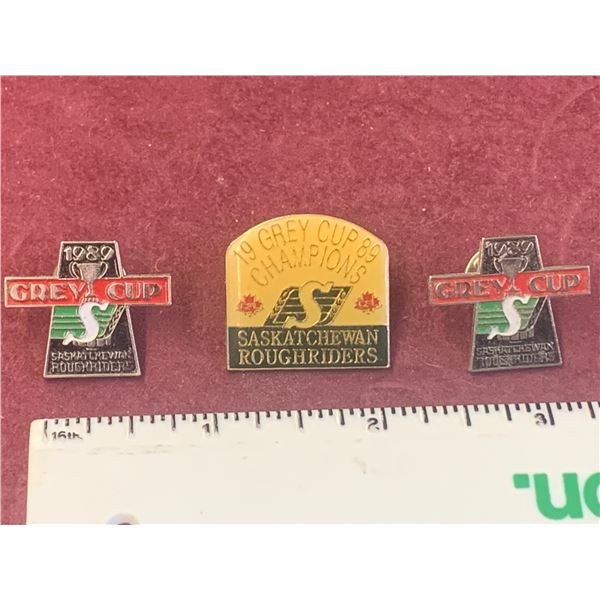 1989
GREY CUP
S
SASKATCHEWAN
ROUGHRIDERS
19 GREY CUP 89
CHAMPIONS
S
SASKATCHEWAN
ROUGHRIDERS
1989
GREY CUP
S
SASKATCHEWAN
ROUGHRIDERS
16th 1 2 3
on.